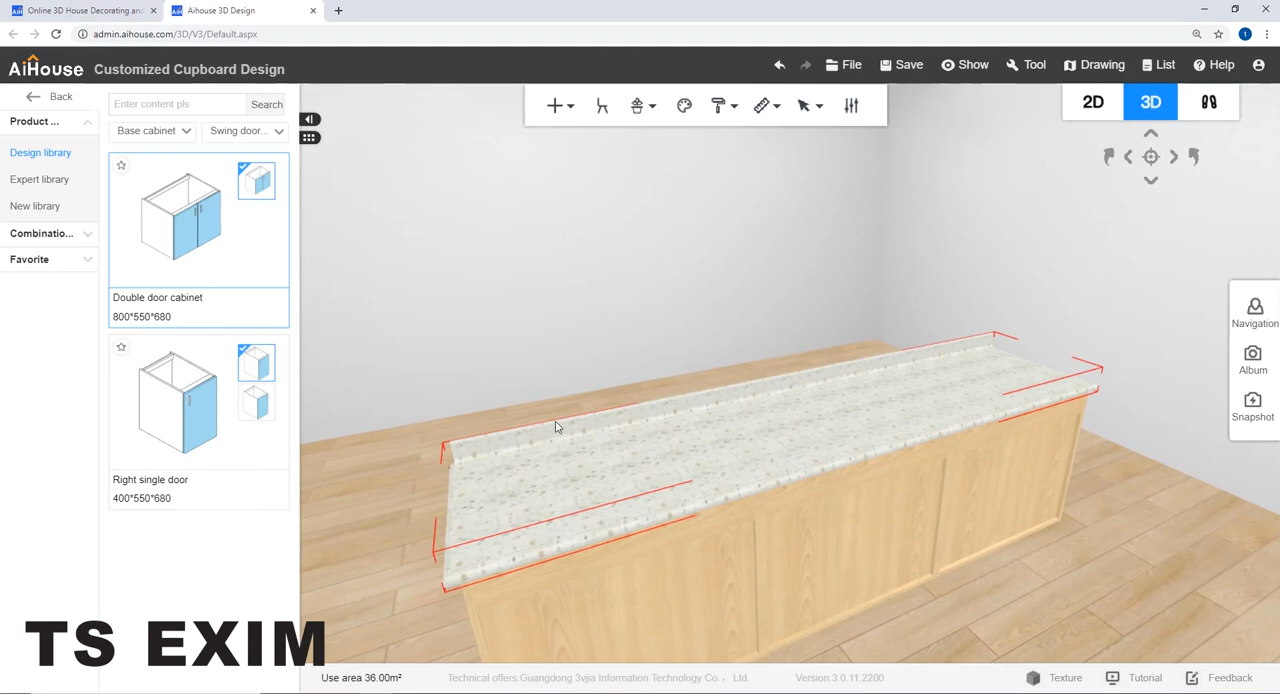 Online 3D House Decorating and
Aihouse 3D Design
admin.aihouse.com/3D/V3/Default.aspx
t
AiHouse Customized Cupboard Design
File Save Show Tool Drawing List Help
Back
Enter content pls Search
Product ...
Base cabinet Swing door...
2D 3D
Design library
Expert library
New library
Combinatio...
Favorite
Double door cabinet
800*550*680
Navigation
Right single door
400*550*680
Album
Snapshot
TS EXIM
Use area 36.00m²
Technical offers:Guangdong 3vjia Information Technology Co.，Ltd.
Version:3.0.11.2200
Texture Tutorial Feedback